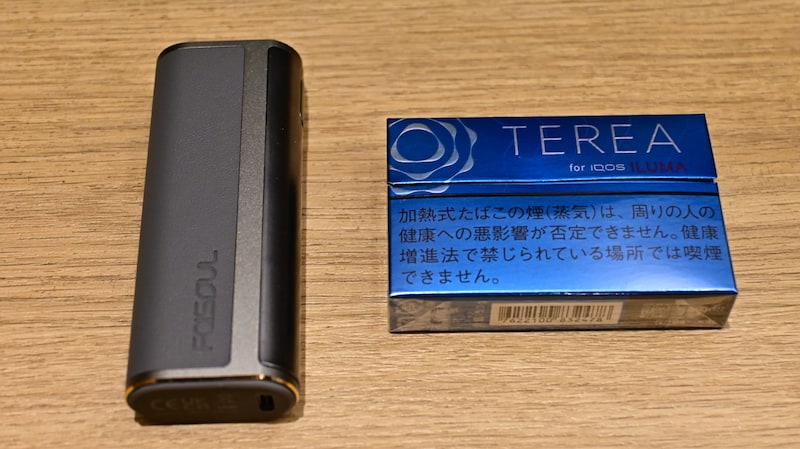 FASOUL
TEREA
for IQOS ILUMA
加熱式たばこの煙(蒸気)は、周りの人の
健康への悪影響が否定できません。健康
増進法で禁じられている場所では喫煙
できません。
7622100 832478